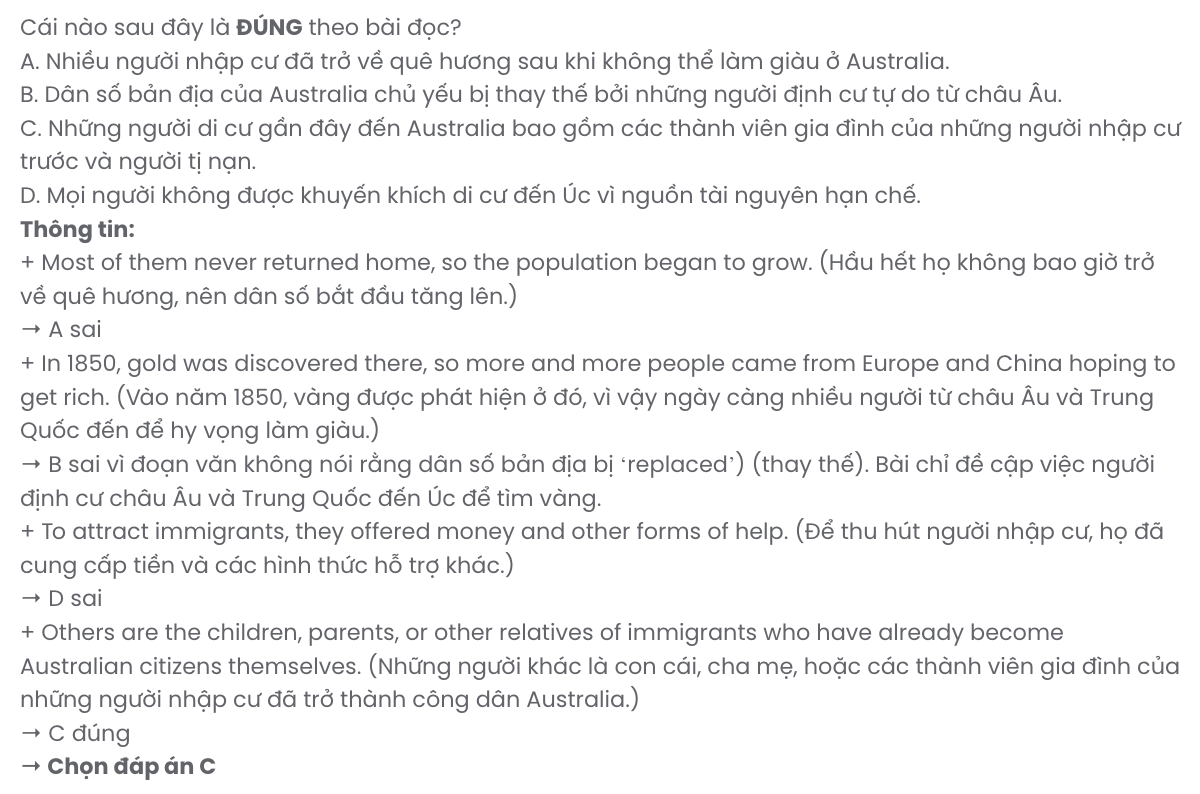 Cái nào sau đây là ĐÚNG theo bài đọc?
A. Nhiều người nhập cư đã trở về quê hương sau khi không thể làm giàu ở Australia.
B. Dân số bản địa của Australia chủ yếu bị thay thế bởi những người định cư tự do từ châu Âu.
C. Những người di cư gần đây đến Australia bao gồm các thành viên gia đình của những người nhập cư
trước và người tị nạn.
D. Mọi người không được khuyến khích di cư đến Úc vì nguồn tài nguyên hạn chế.
Thông tin:
+ Most of them never returned home, so the population began to grow. (Hầu hết họ không bao giờ trở
về quê hương, nên dân số bắt đầu tăng lên.)
→ A sai
+ In 1850, gold was discovered there, so more and more people came from Europe and China hoping to
get rich. (Vào năm 1850, vàng được phát hiện ở đó, vì vậy ngày càng nhiều người từ châu Âu và Trung
Quốc đến để hy vọng làm giàu.)
→ B sai vì đoạn văn không nói rằng dân số bản địa bị ‘replaced’) (thay thế). Bài chỉ đề cập việc người
định cư châu Âu và Trung Quốc đến Úc để tìm vàng.
+ To attract immigrants, they offered money and other forms of help. (Để thu hút người nhập cư, họ đã
cung cấp tiền và các hình thức hỗ trợ khác.)
→ D sai
+ Others are the children, parents, or other relatives of immigrants who have already become
Australian citizens themselves. (Những người khác là con cái, cha mẹ, hoặc các thành viên gia đình của
những người nhập cư đã trở thành công dân Australia.)
→ C đúng
→ Chọn đáp án C